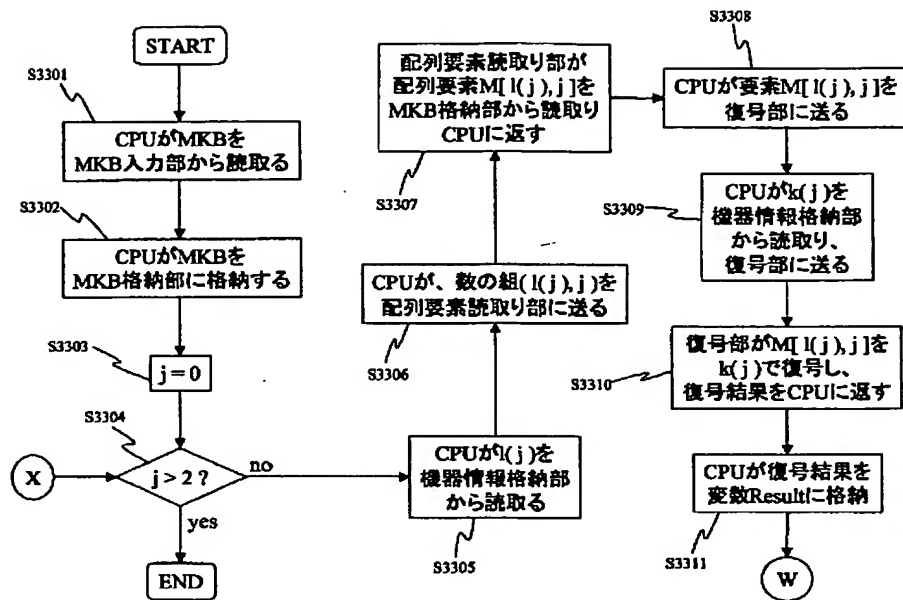 START
S3301
CPUがMKBを
MKB入力部から読取る
S3302
CPUがMKBを
MKB格納部に格納する
S3303
j = 0
S3304
X
j > 2 ?
no
yes
END
CPUがl( j )を
機器情報格納部
から読取る
S3305
CPUが、数の組( l( j ), j )を
配列要素読取り部に送る
S3306
配列要素読取り部が
配列要素M[ l( j ), j ]を
MKB格納部から読取り
CPUに返す
S3307
S3308
CPUが要素M[ l( j ), j ]を
復号部に送る
S3309
CPUがk( j )を
機器情報格納部
から読取り、
復号部に送る
S3310
復号部がM[ l( j ), j ]を
k( j )で復号し、
復号結果をCPUに返す
CPUが復号結果を
変数Resultに格納
S3311
W